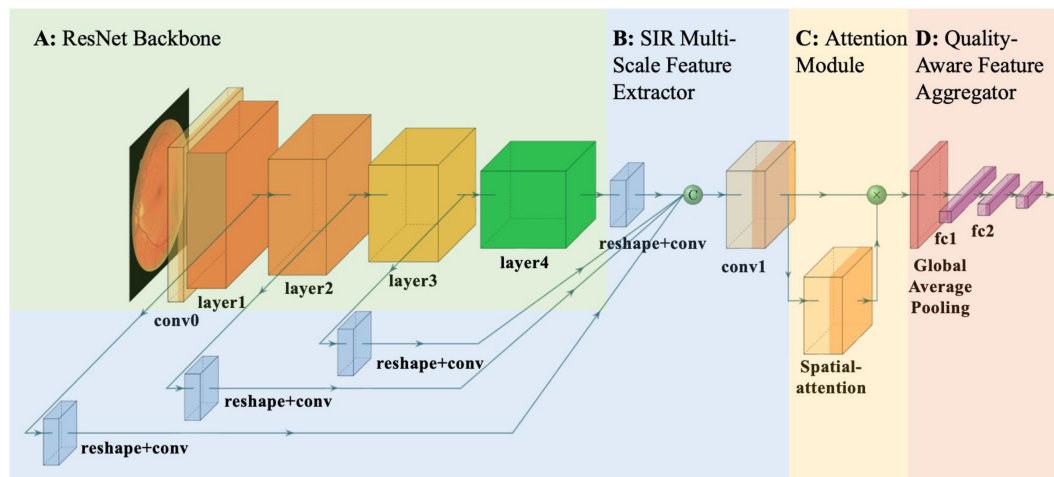 A: ResNet Backbone
B: SIR Multi-
Scale Feature
Extractor
C: Attention
Module
D: Quality-
Aware Feature
Aggregator
conv0
layer1
layer2
layer3
layer4
reshape+conv
C
conv1
×
fc1
fc2
Global
Average
Pooling
Spatial-
attention
reshape+conv
reshape+conv
reshape+conv